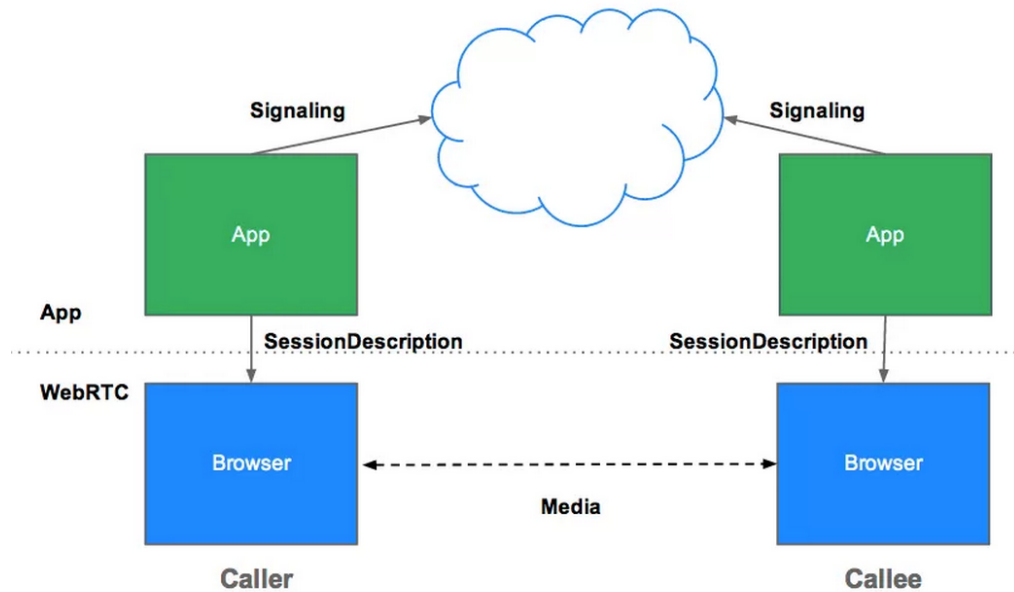 Signaling
Signaling
App
App
App
SessionDescription
SessionDescription
WebRTC
Browser
Browser
Media
Caller
Callee